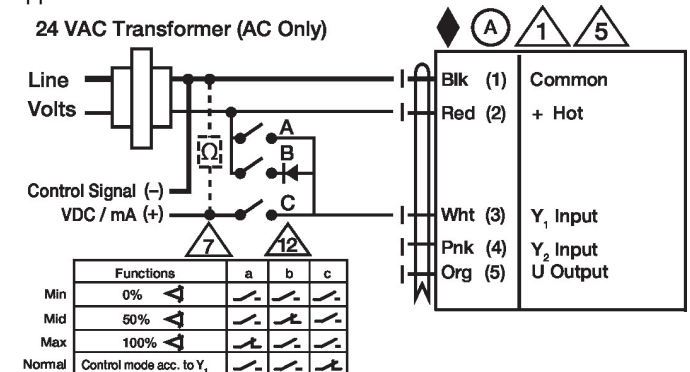 24 VAC Transformer (AC Only)
A 1 5
Line
Volts
Blk (1) Common
Red (2) + Hot
A
B
C
Ω
Control Signal (–)
VDC / mA (+)
Wht (3) Y1 Input
Pnk (4) Y2 Input
Org (5) U Output
7 12
Functions a b c
Min 0%
Mid 50%
Max 100%
Normal Control mode acc. to Y1